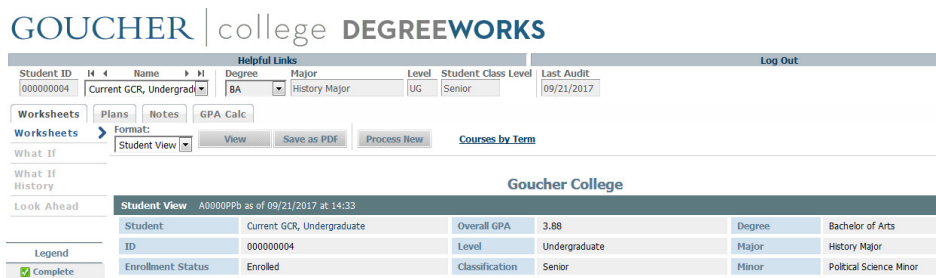 GOUCHER college DEGREEWORKS
Helpful Links Log Out
Student ID Name Degree Major Level Student Class Level Last Audit
000000004 Current GCR, Undergradu BA History Major UG Senior 09/21/2017
Worksheets Plans Notes GPA Calc
Worksheets Format:
Student View View Save as PDF Process New Courses by Term
What If
What If
History
Goucher College
Look Ahead Student View A0000PPb as of 09/21/2017 at 14:33
Student Current GCR, Undergraduate Overall GPA 3.88 Degree Bachelor of Arts
ID 000000004 Level Undergraduate Major History Major
Legend
Enrollment Status Enrolled Classification Senior Minor Political Science Minor
Complete